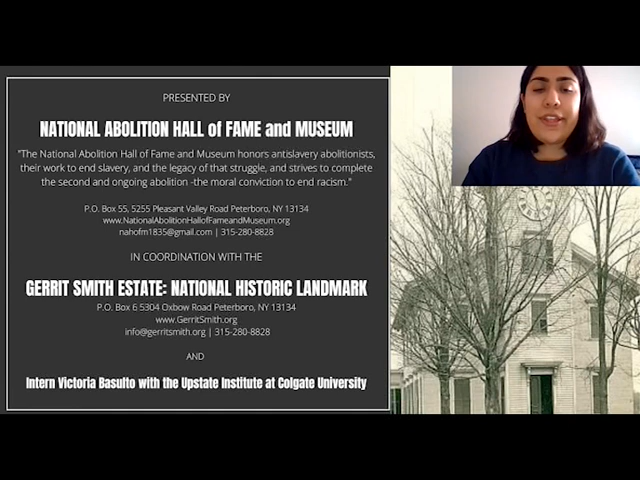 PRESENTED BY
NATIONAL ABOLITION HALL of FAME and MUSEUM
"The National Abolition Hall of Fame and Museum honors antislavery abolitionists,
their work to end slavery, and the legacy of that struggle, and strives to complete
the second and ongoing abolition -the moral conviction to end racism."
P.O. Box 55, 5255 Pleasant Valley Road Peterboro, NY 13134
www.NationalAbolitionHallofFameandMuseum.org
nahofm1835@gmail.com | 315-280-8828
IN COORDINATION WITH THE
GERRIT SMITH ESTATE: NATIONAL HISTORIC LANDMARK
P.O. Box 6 5304 Oxbow Road Peterboro, NY 13134
www.GerritSmith.org
info@gerritsmith.org | 315-280-8828
AND
Intern Victoria Basulto with the Upstate Institute at Colgate University